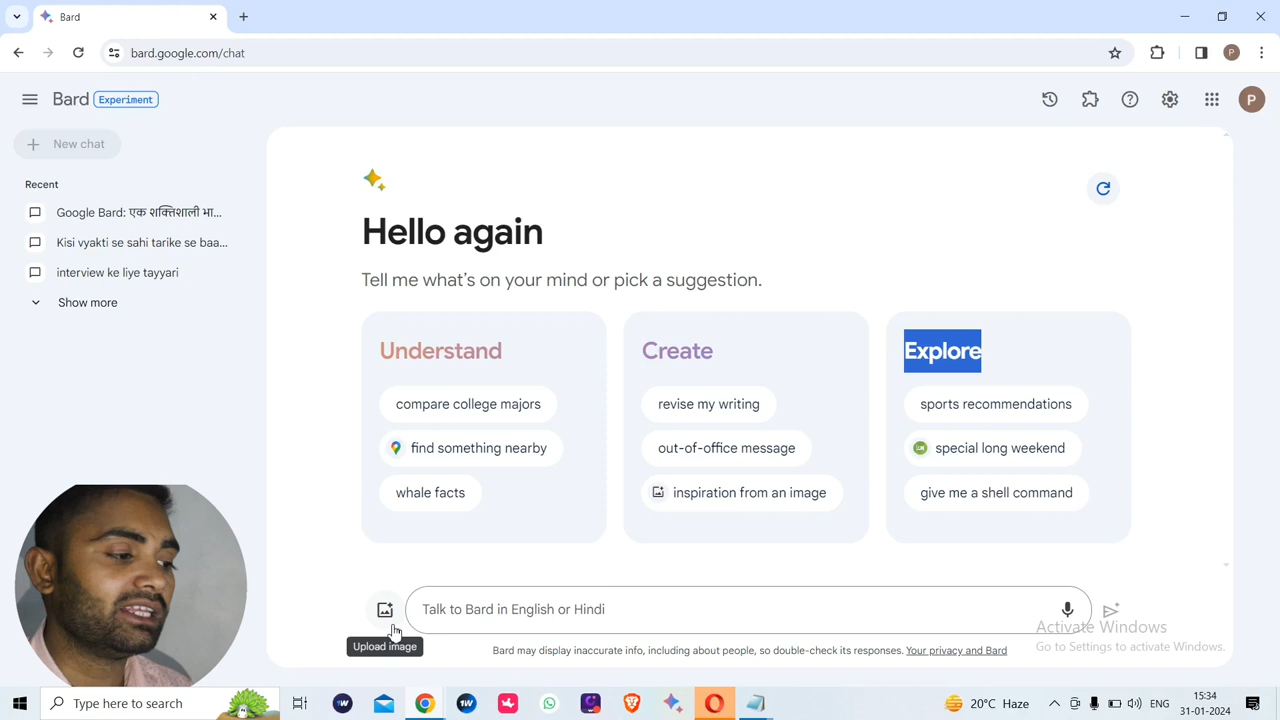 Bard
bard.google.com/chat
Bard Experiment
P
New chat
Recent
Google Bard: एक शक्तिशाली भा...
Kisi vyakti se sahi tarike se baa...
interview ke liye tayyari
Show more
Hello again
Tell me what's on your mind or pick a suggestion.
Understand
compare college majors
find something nearby
whale facts
Create
revise my writing
out-of-office message
inspiration from an image
Explore
sports recommendations
special long weekend
give me a shell command
Talk to Bard in English or Hindi
Upload image
Bard may display inaccurate info, including about people, so double-check its responses. Your privacy and Bard
Activate Windows
Go to Settings to activate Windows.
Type here to search
20°C Haze
ENG
15:34
31-01-2024